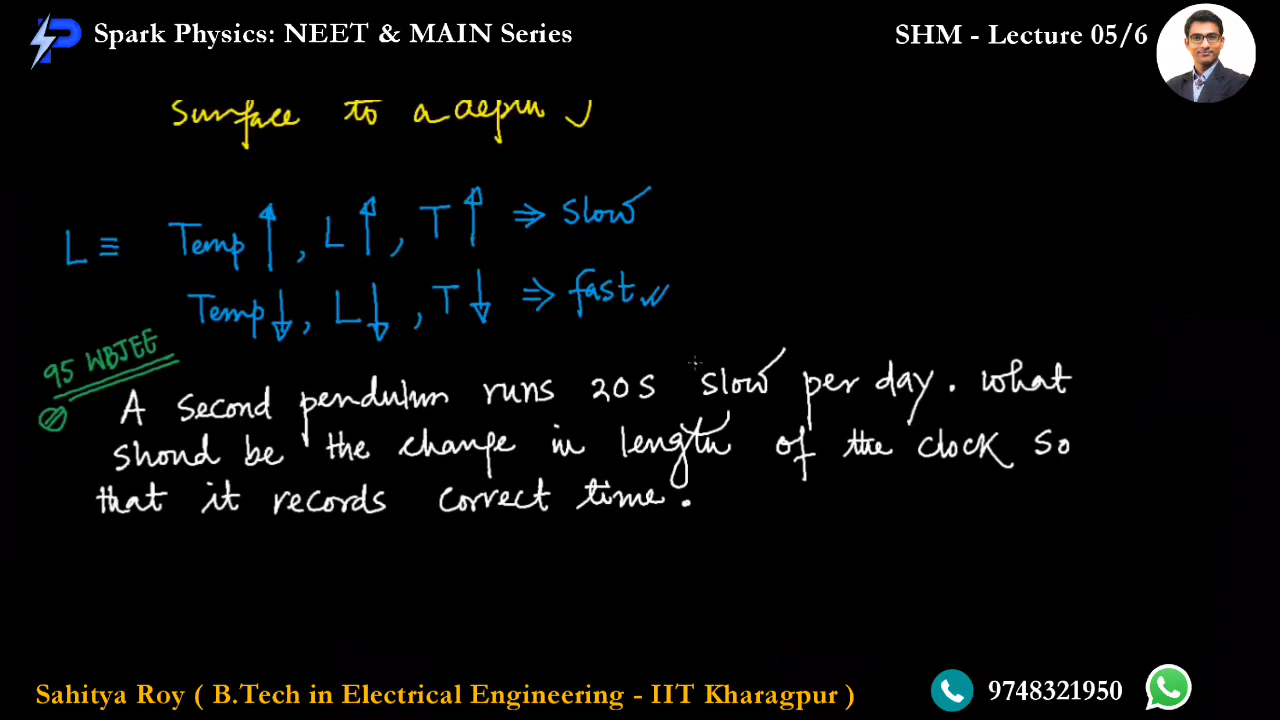 Spark Physics: NEET & MAIN Series
SHM - Lecture 05/6
Surface to a depth ✓
L ≡ Temp ↑, L ↑, T ↑ ⇒ Slow
Temp ↓, L ↓, T ↓ ⇒ fast
95 WBJEE
A second pendulum runs 20S slow per day. What
shoud be the change in length of the clock so
that it records correct time.
Sahitya Roy ( B.Tech in Electrical Engineering - IIT Kharagpur )
9748321950